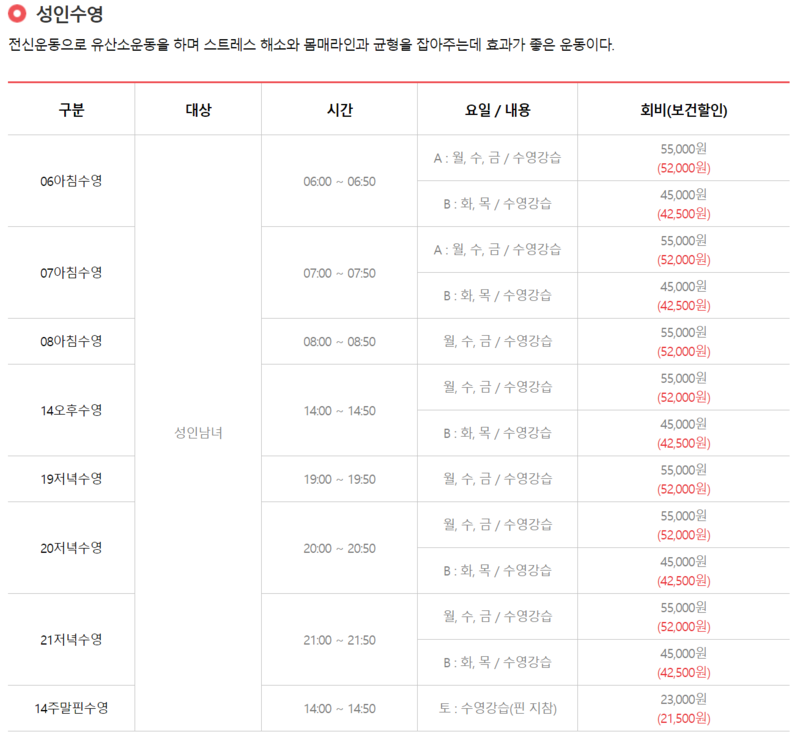 성인수영
전신운동으로 유산소운동을 하며 스트레스 해소와 몸매라인과 균형을 잡아주는데 효과가 좋은 운동이다.
구분 대상 시간 요일 / 내용 회비(보건할인)
06아침수영 성인남녀 06:00 ~ 06:50 A : 월, 수, 금 / 수영강습 55,000원
(52,000원)
B : 화, 목 / 수영강습 45,000원
(42,500원)
07아침수영 07:00 ~ 07:50 A : 월, 수, 금 / 수영강습 55,000원
(52,000원)
B : 화, 목 / 수영강습 45,000원
(42,500원)
08아침수영 08:00 ~ 08:50 월, 수, 금 / 수영강습 55,000원
(52,000원)
14오후수영 14:00 ~ 14:50 월, 수, 금 / 수영강습 55,000원
(52,000원)
B : 화, 목 / 수영강습 45,000원
(42,500원)
19저녁수영 19:00 ~ 19:50 월, 수, 금 / 수영강습 55,000원
(52,000원)
20저녁수영 20:00 ~ 20:50 월, 수, 금 / 수영강습 55,000원
(52,000원)
B : 화, 목 / 수영강습 45,000원
(42,500원)
21저녁수영 21:00 ~ 21:50 월, 수, 금 / 수영강습 55,000원
(52,000원)
B : 화, 목 / 수영강습 45,000원
(42,500원)
14주말핀수영 14:00 ~ 14:50 토 : 수영강습(핀 지참) 23,000원
(21,500원)